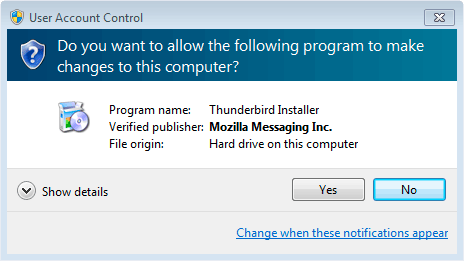 User Account Control
Do you want to allow the following program to make
changes to this computer?
Program name: Thunderbird Installer
Verified publisher: Mozilla Messaging Inc.
File origin: Hard drive on this computer
Show details
Yes No
Change when these notifications appear